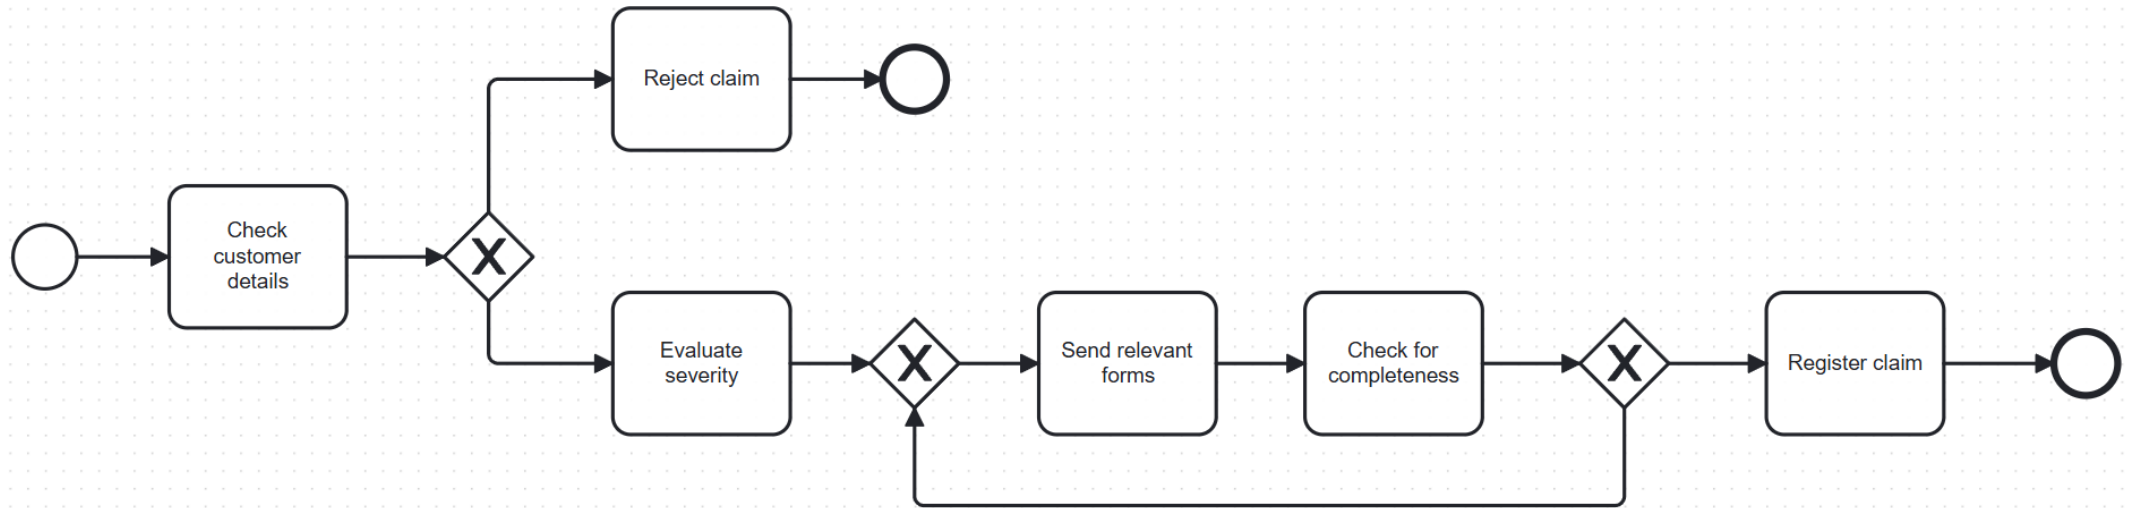 Reject claim
Check
customer
details
X
Evaluate
severity
X
Send relevant
forms
Check for
completeness
X
Register claim